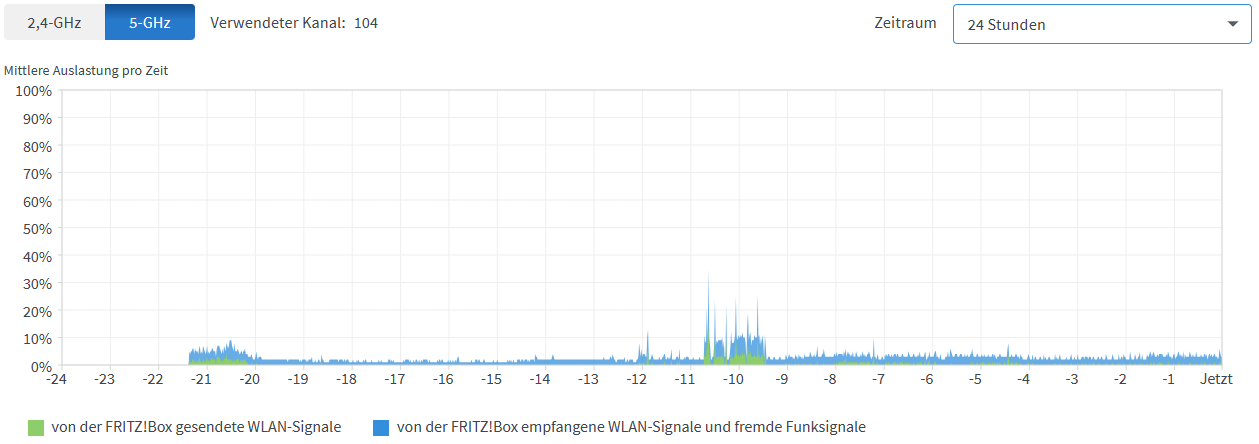 2,4-GHz 5-GHz Verwendeter Kanal: 104 Zeitraum 24 Stunden
Mittlere Auslastung pro Zeit
100%
90%
80%
70%
60%
50%
40%
30%
20%
10%
0%
-24 -23 -22 -21 -20 -19 -18 -17 -16 -15 -14 -13 -12 -11 -10 -9 -8 -7 -6 -5 -4 -3 -2 -1 Jetzt
von der FRITZ!Box gesendete WLAN-Signale von der FRITZ!Box empfangene WLAN-Signale und fremde Funksignale